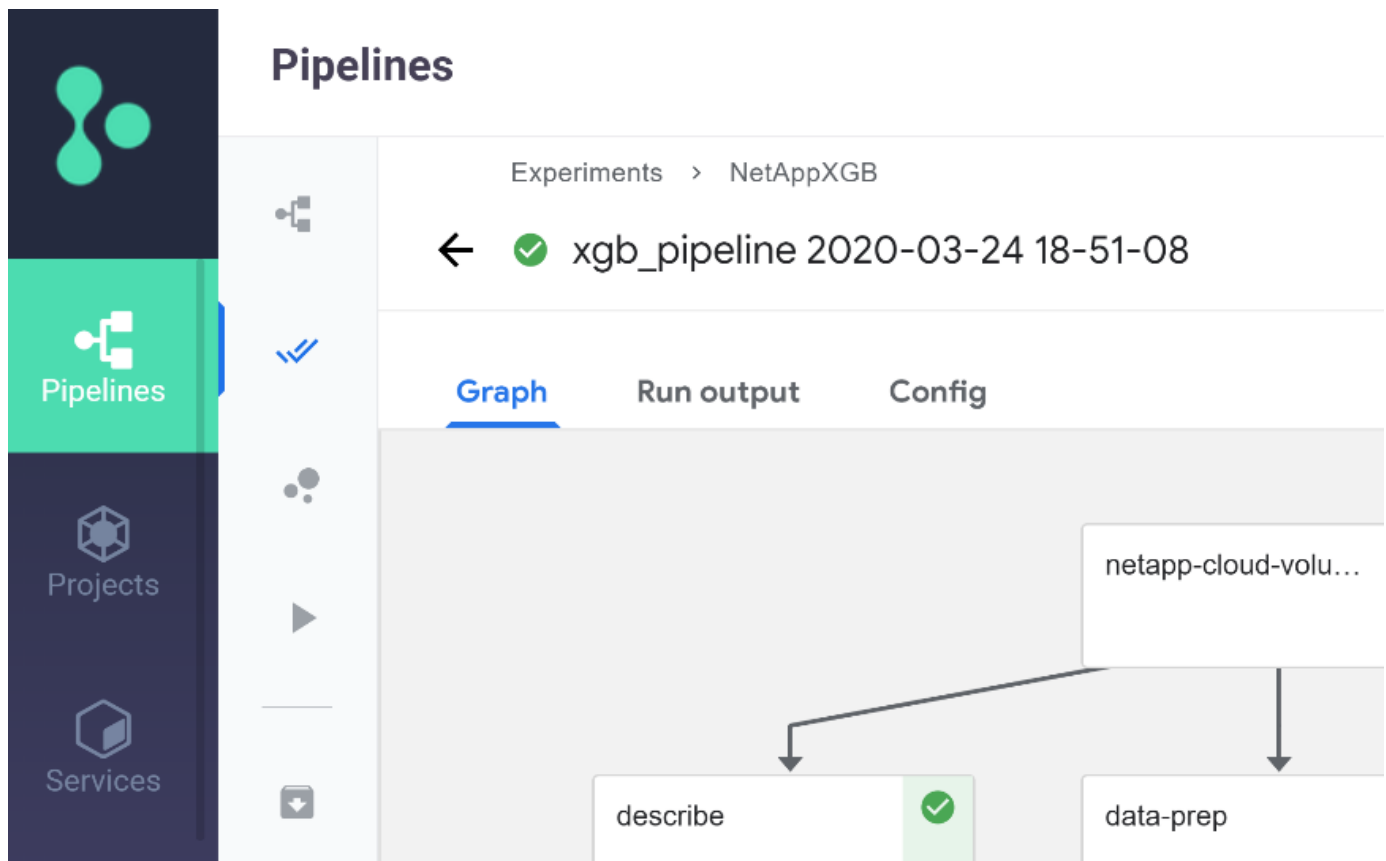 Pipelines
Experiments > NetAppXGB
xgb_pipeline 2020-03-24 18-51-08
Pipelines
Graph Run output Config
Projects
netapp-cloud-volu...
Services
describe
data-prep